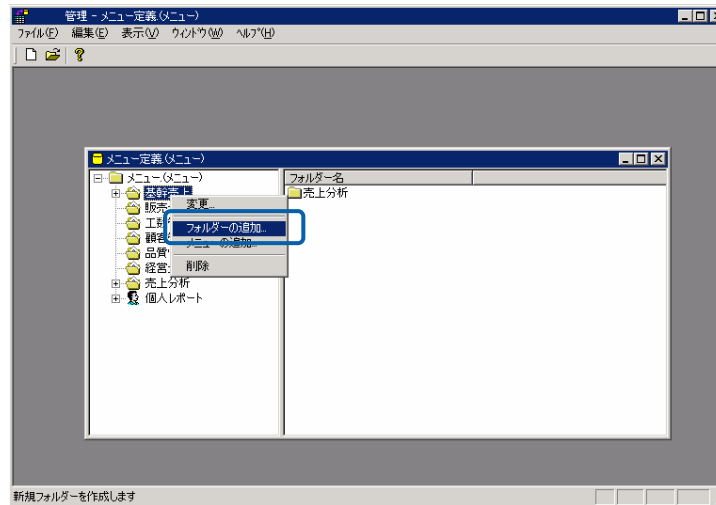 管理 - メニュー定義(メニュー)
ファイル(F) 編集(E) 表示(V) ウィンドウ(W) ヘルプ(H)
メニュー定義(メニュー)
メニュー.(メニュー)
フォルダー名
基幹売上
売上分析
変更...
販売
フォルダーの追加...
工数
メニューの追加...
顧客
品質
経営
削除
売上分析
個人レポート
新規フォルダーを作成します